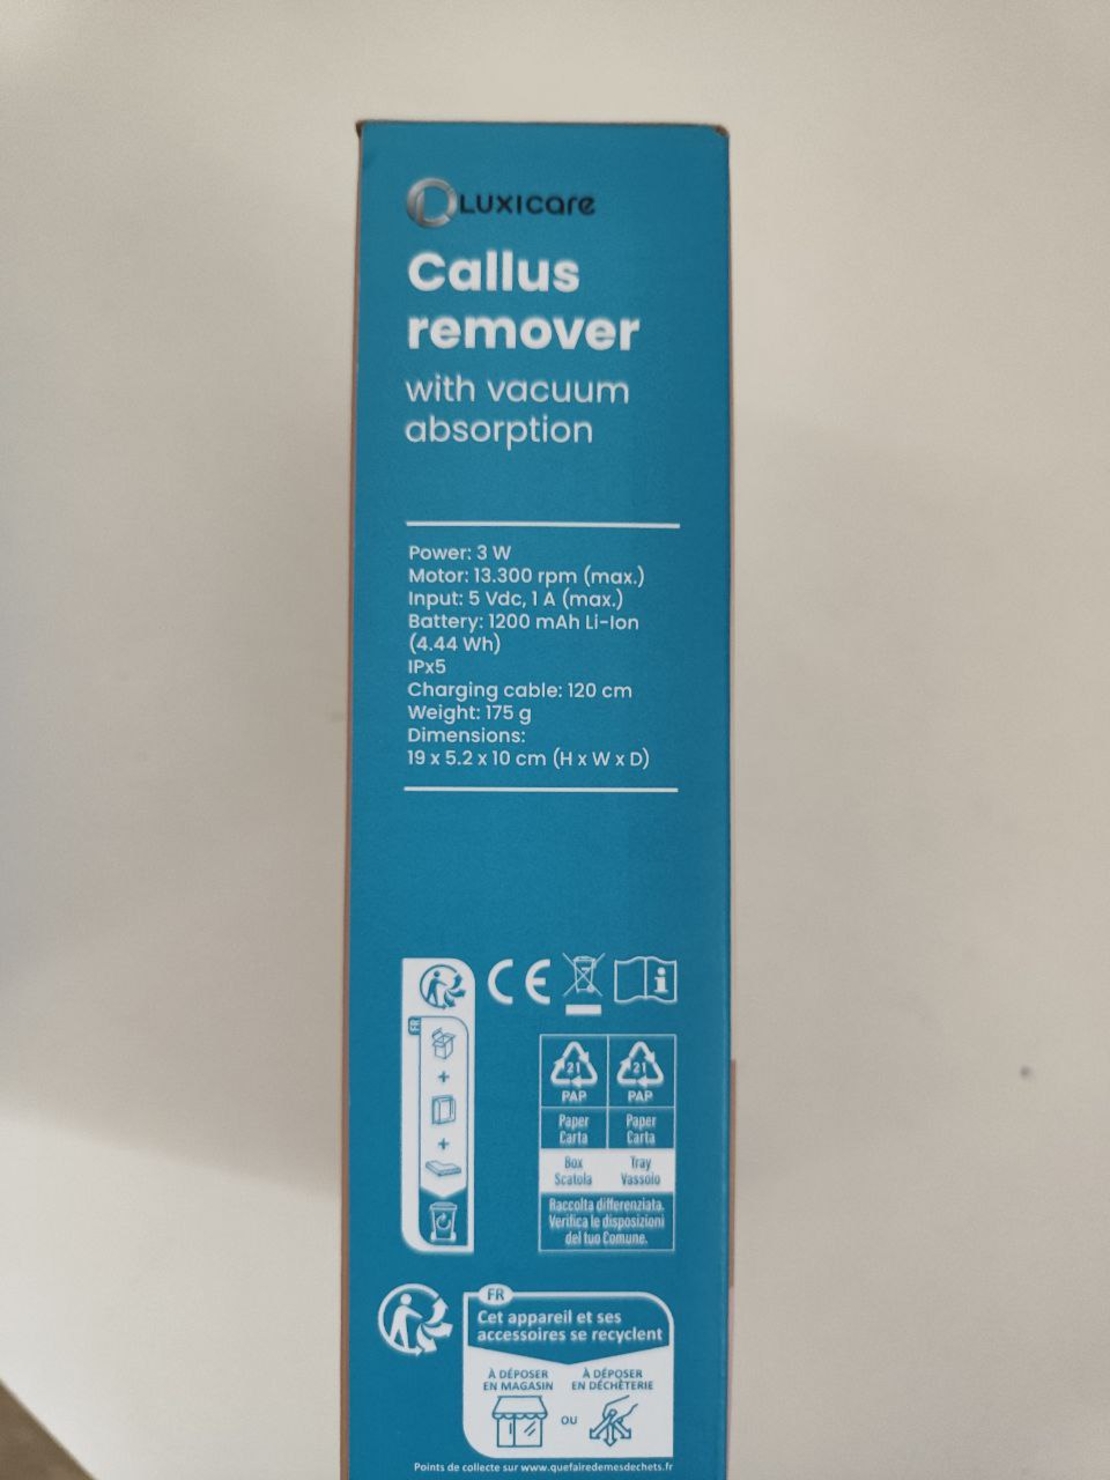 LUXICARE
Callus
remover
with vacuum
absorption
Power: 3 W
Motor: 13.300 rpm (max.)
Input: 5 Vdc, 1 A (max.)
Battery: 1200 mAh Li-Ion
(4.44 Wh)
IPx5
Charging cable: 120 cm
Weight: 175 g
Dimensions:
19 x 5.2 x 10 cm (H x W x D)
CE
FR
+
+
21 21
PAP PAP
Paper Paper
Carta Carta
Box Tray
Scatola Vassoio
Raccolta differenziata.
Verifica le disposizioni
del tuo Comune.
FR
Cet appareil et ses
accessoires se recyclent
À DÉPOSER À DÉPOSER
EN MAGASIN EN DÉCHÈTERIE
OU
Points de collecte sur www.quefairedemesdechets.fr